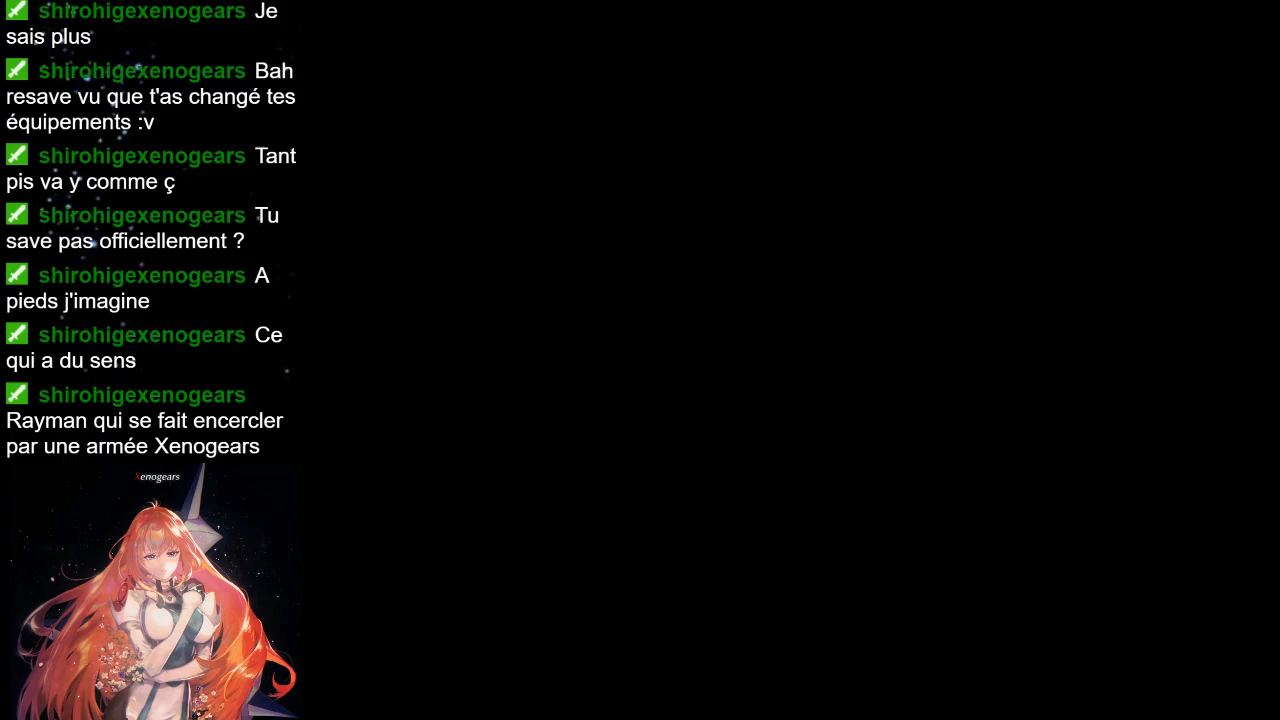 shirohigexenogears Je
sais plus
shirohigexenogears Bah
resave vu que t'as changé tes
équipements :v
shirohigexenogears Tant
pis va y comme ç
shirohigexenogears Tu
save pas officiellement ?
shirohigexenogears A
pieds j'imagine
shirohigexenogears Ce
qui a du sens
shirohigexenogears
Rayman qui se fait encercler
par une armée Xenogears
Xenogears